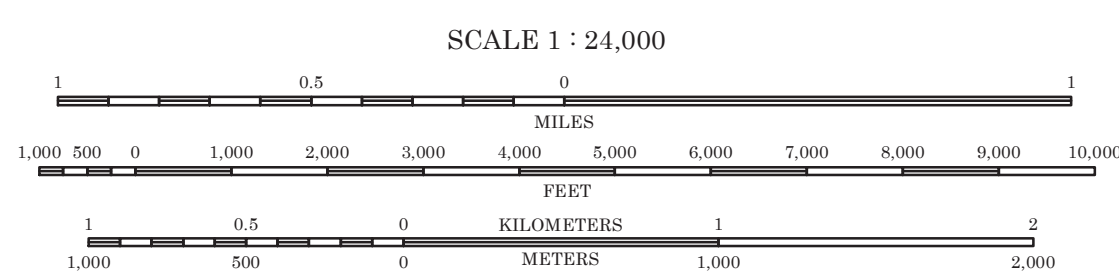 SCALE 1 : 24,000
1 0.5 0 1
MILES
1,000 500 0 1,000 2,000 3,000 4,000 5,000 6,000 7,000 8,000 9,000 10,000
FEET
1 0.5 0 KILOMETERS 1 2
1,000 500 0 METERS 1,000 2,000